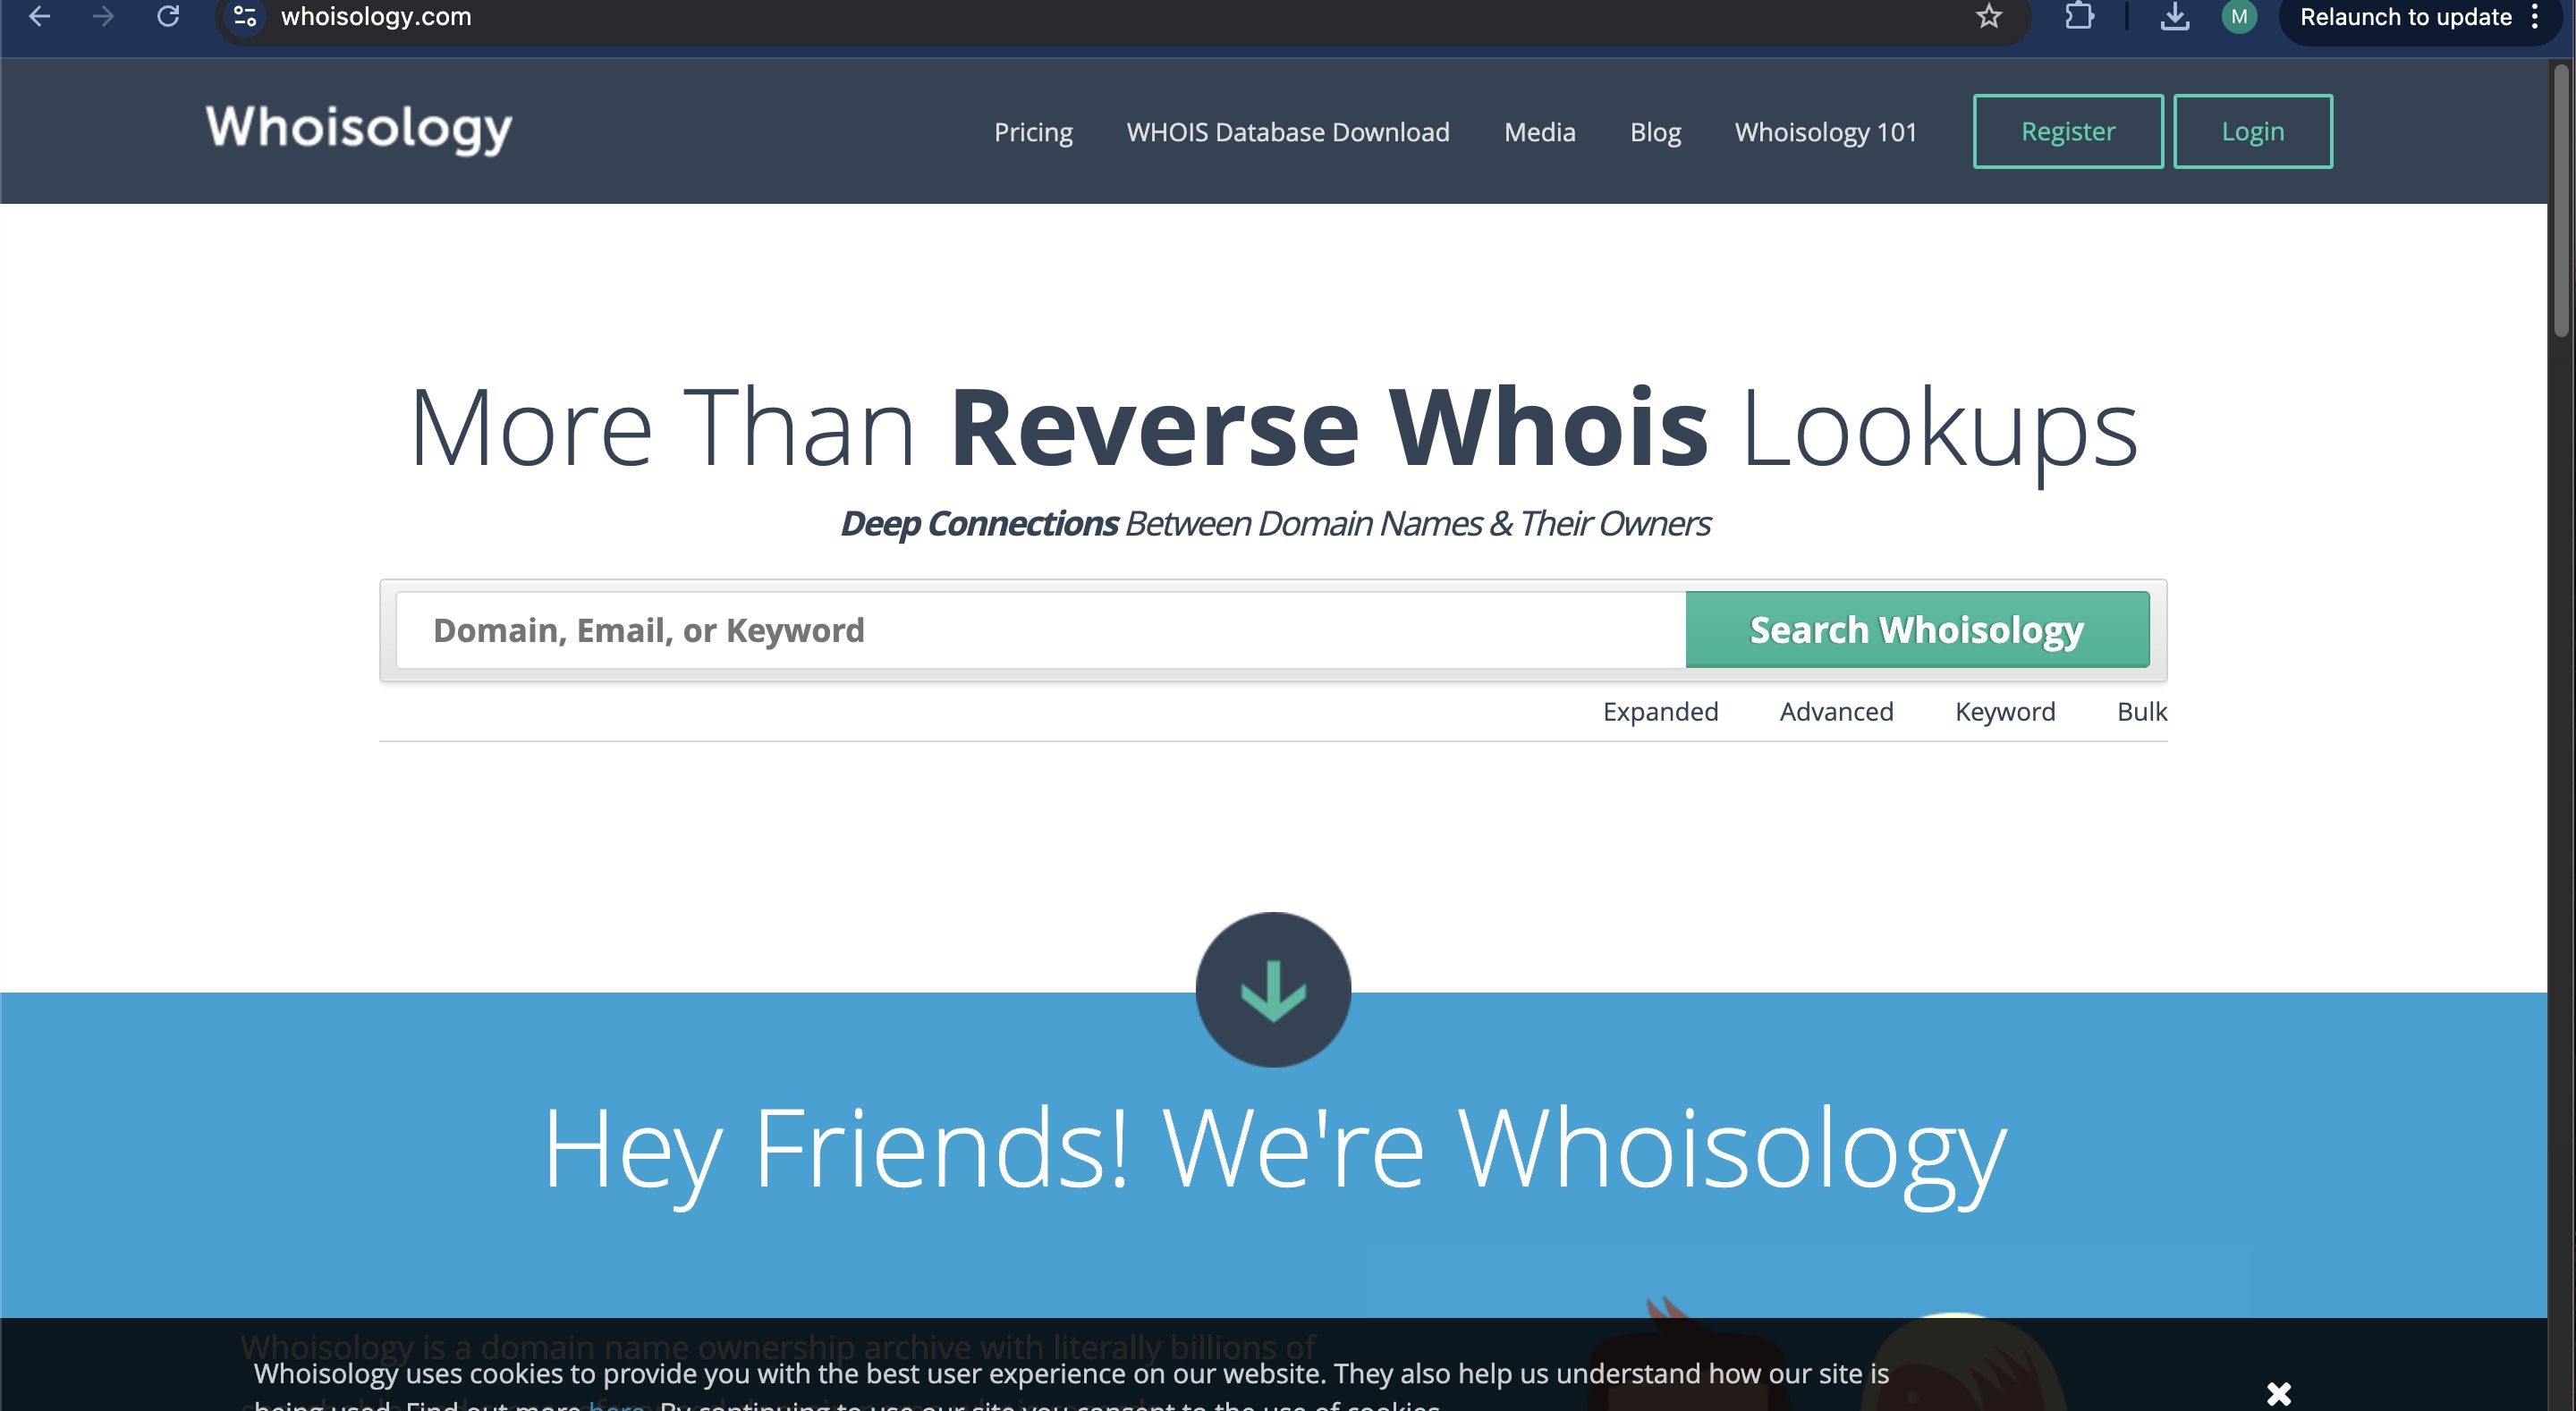 whoisology.com
M
Relaunch to update
Whoisology
Pricing
WHOIS Database Download
Media
Blog
Whoisology 101
Register
Login
More Than Reverse Whois Lookups
Deep Connections Between Domain Names & Their Owners
Domain, Email, or Keyword
Search Whoisology
Expanded
Advanced
Keyword
Bulk
Hey Friends! We're Whoisology
Whoisology is a domain name ownership archive with literally billions of
Whoisology uses cookies to provide you with the best user experience on our website. They also help us understand how our site is
being used. Find out more here. By continuing to use our site you consent to the use of cookies.